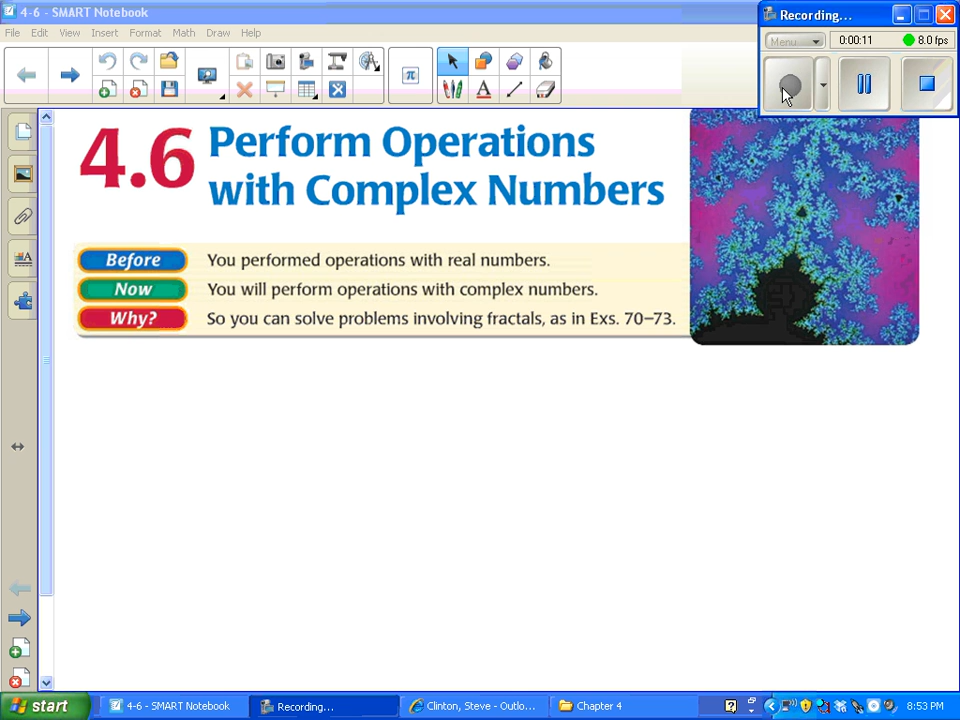 4-6 - SMART Notebook
File Edit View Insert Format Math Draw Help
Recording...
Menu 0:00:11 8.0 fps
π
A
4.6 Perform Operations
with Complex Numbers
Before You performed operations with real numbers.
Now You will perform operations with complex numbers.
Why? So you can solve problems involving fractals, as in Exs. 70–73.
start 4-6 - SMART Notebook Recording... Clinton, Steve - Outlo... Chapter 4 8:53 PM